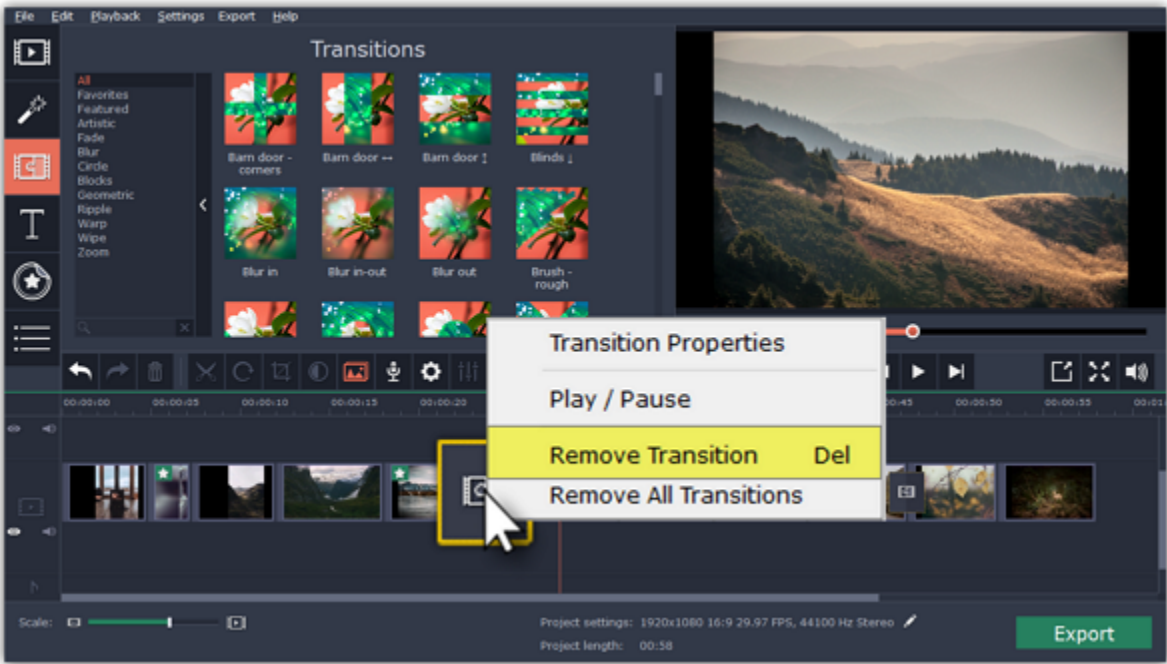 File Edit Playback Settings Export Help
Transitions
All
Favorites
Featured
Artistic
Fade
Blur
Circle
Blocks
Geometric
Ripple
Warp
Wipe
Zoom
Barn door - corners
Barn door ↔
Barn door ↕
Blinds ↓
Blur in
Blur in-out
Blur out
Brush - rough
Transition Properties
Play / Pause
Remove Transition Del
Remove All Transitions
00:00:00 00:00:05 00:00:10 00:00:15 00:00:20 :45 00:00:50 00:00:55
Scale:
Project settings: 1920x1080 16:9 29.97 FPS, 44100 Hz Stereo
Project length: 00:58
Export